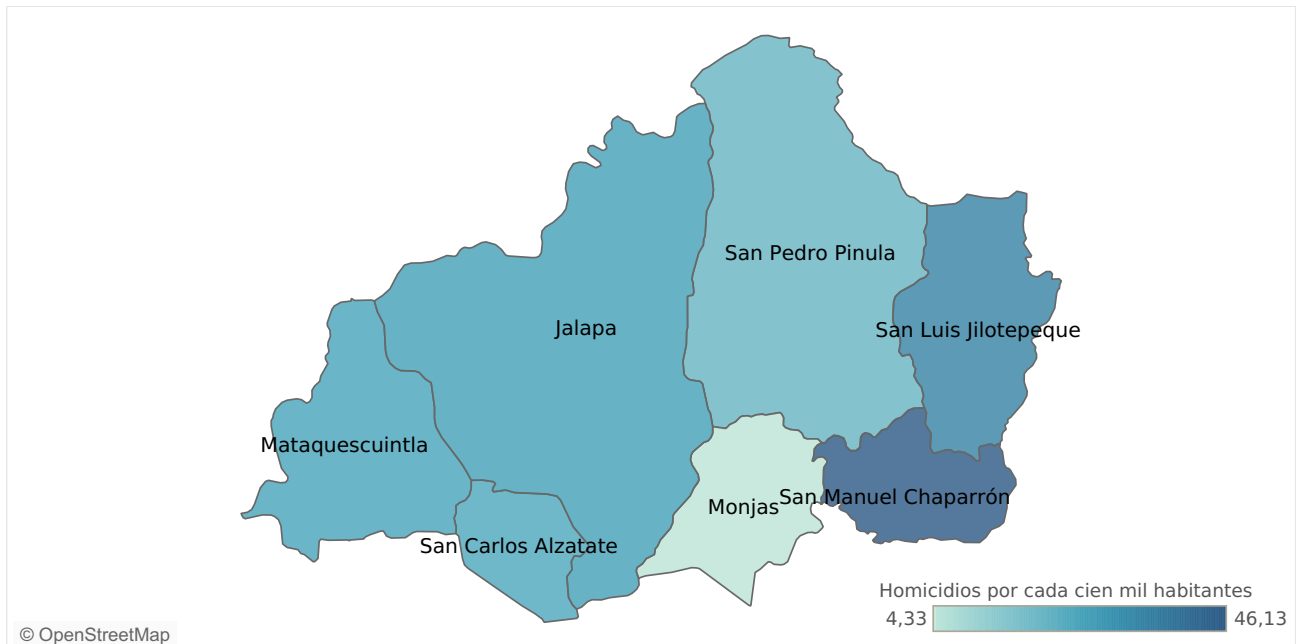 San Pedro Pinula
Jalapa
San Luis Jilotepeque
Mataquescuintla
Monjas
San Manuel Chaparrón
San Carlos Alzatate
Homicidios por cada cien mil habitantes
4,33 46,13
© OpenStreetMap